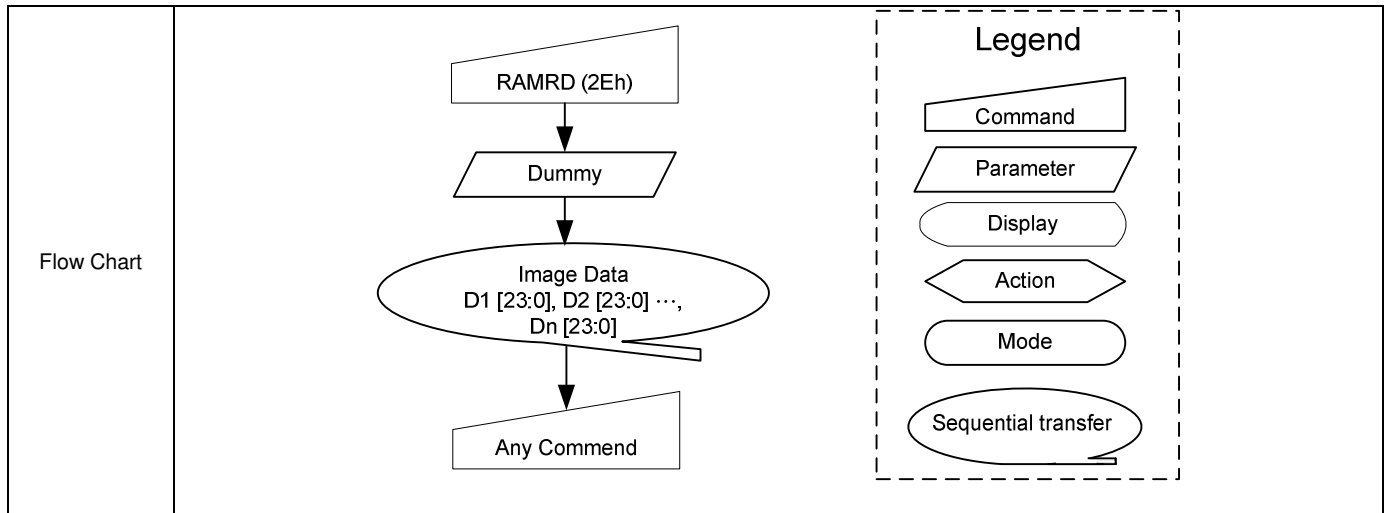 Flow Chart
RAMRD (2Eh)
Dummy
Image Data
D1 [23:0], D2 [23:0] ⋯,
Dn [23:0]
Any Commend
Legend
Command
Parameter
Display
Action
Mode
Sequential transfer